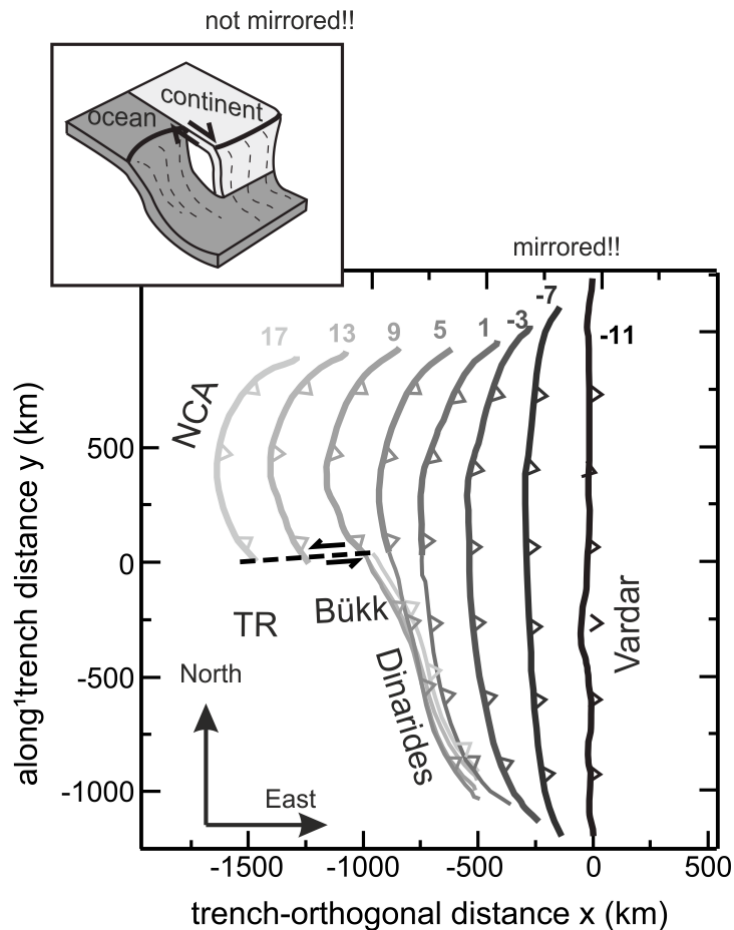 not mirrored!!
continent
ocean
mirrored!!
17 13 9 5 1 -3 -7
-11
NCA
along¹trench distance y (km)
500
0
-500
-1000
TR
Bükk
Dinarides
Vardar
North
East
-1500 -1000 -500 0 500
trench-orthogonal distance x (km)